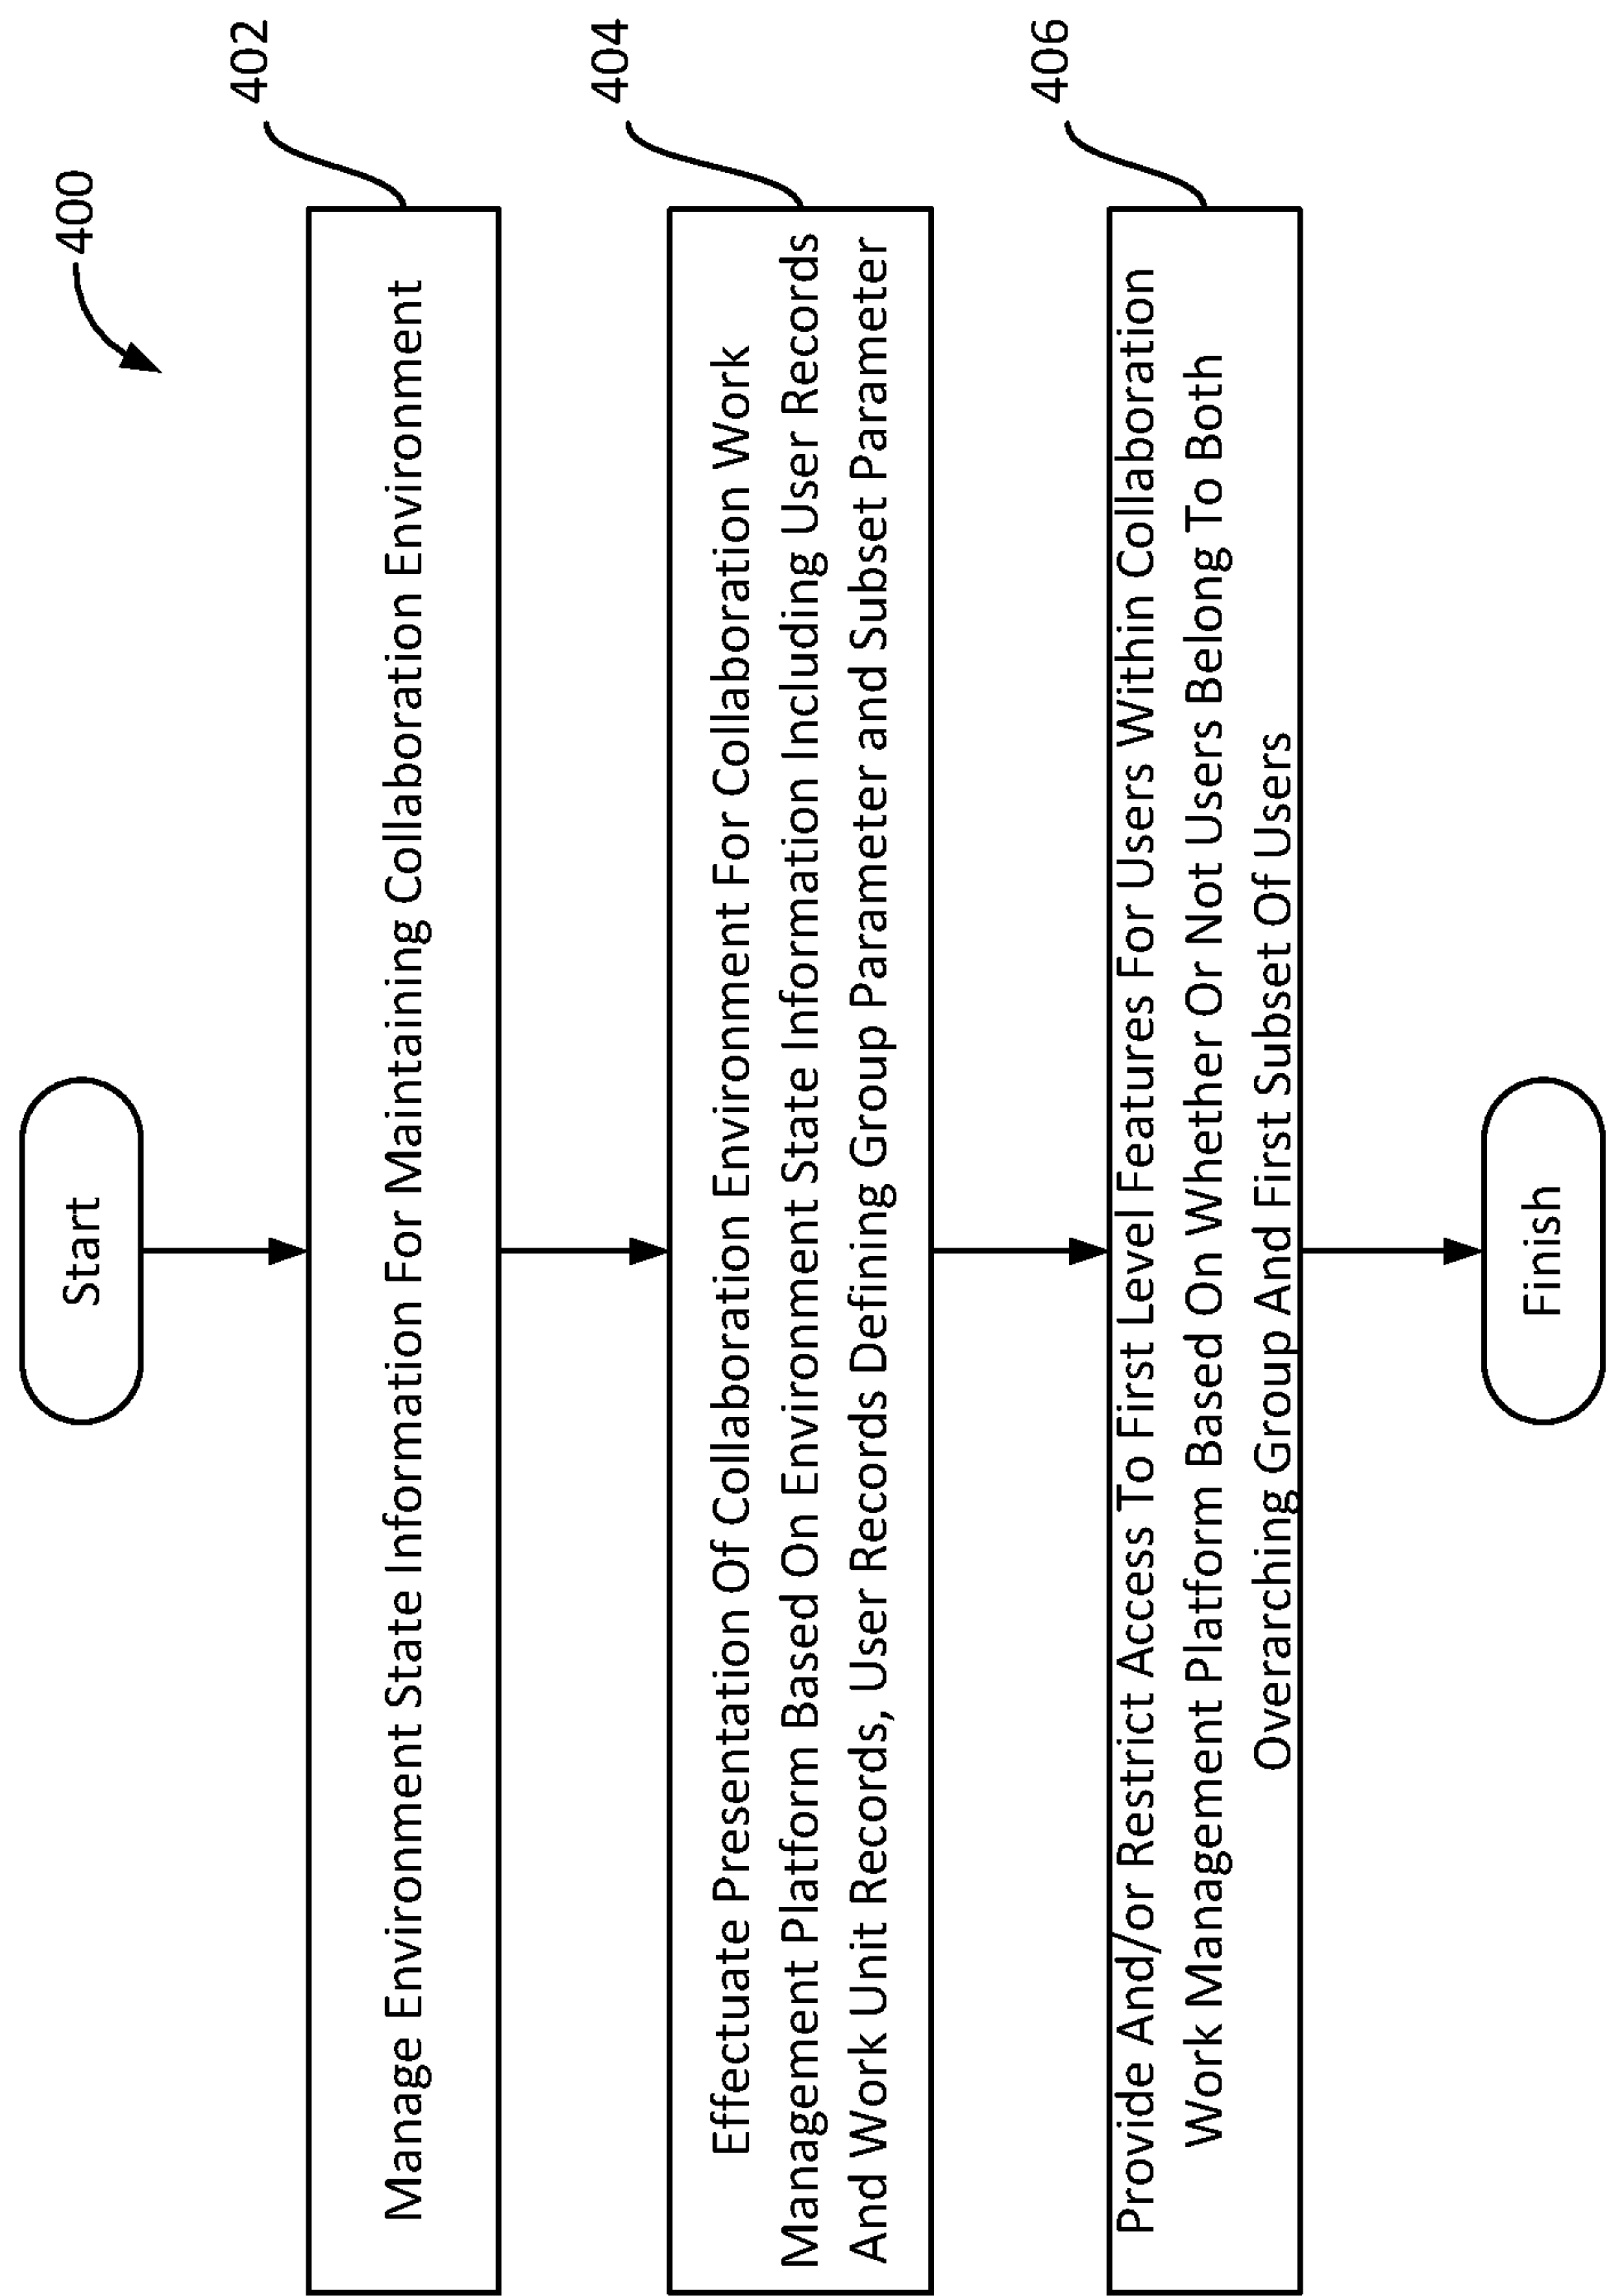 400
Start
402
Manage Environment State Information For Maintaining Collaboration Environment
404
Effectuate Presentation Of Collaboration Environment For Collaboration Work
Management Platform Based On Environment State Information Including User Records
And Work Unit Records, User Records Defining Group Parameter and Subset Parameter
406
Provide And/or Restrict Access To First Level Features For Users Within Collaboration
Work Management Platform Based On Whether Or Not Users Belong To Both
Overarching Group And First Subset Of Users
Finish